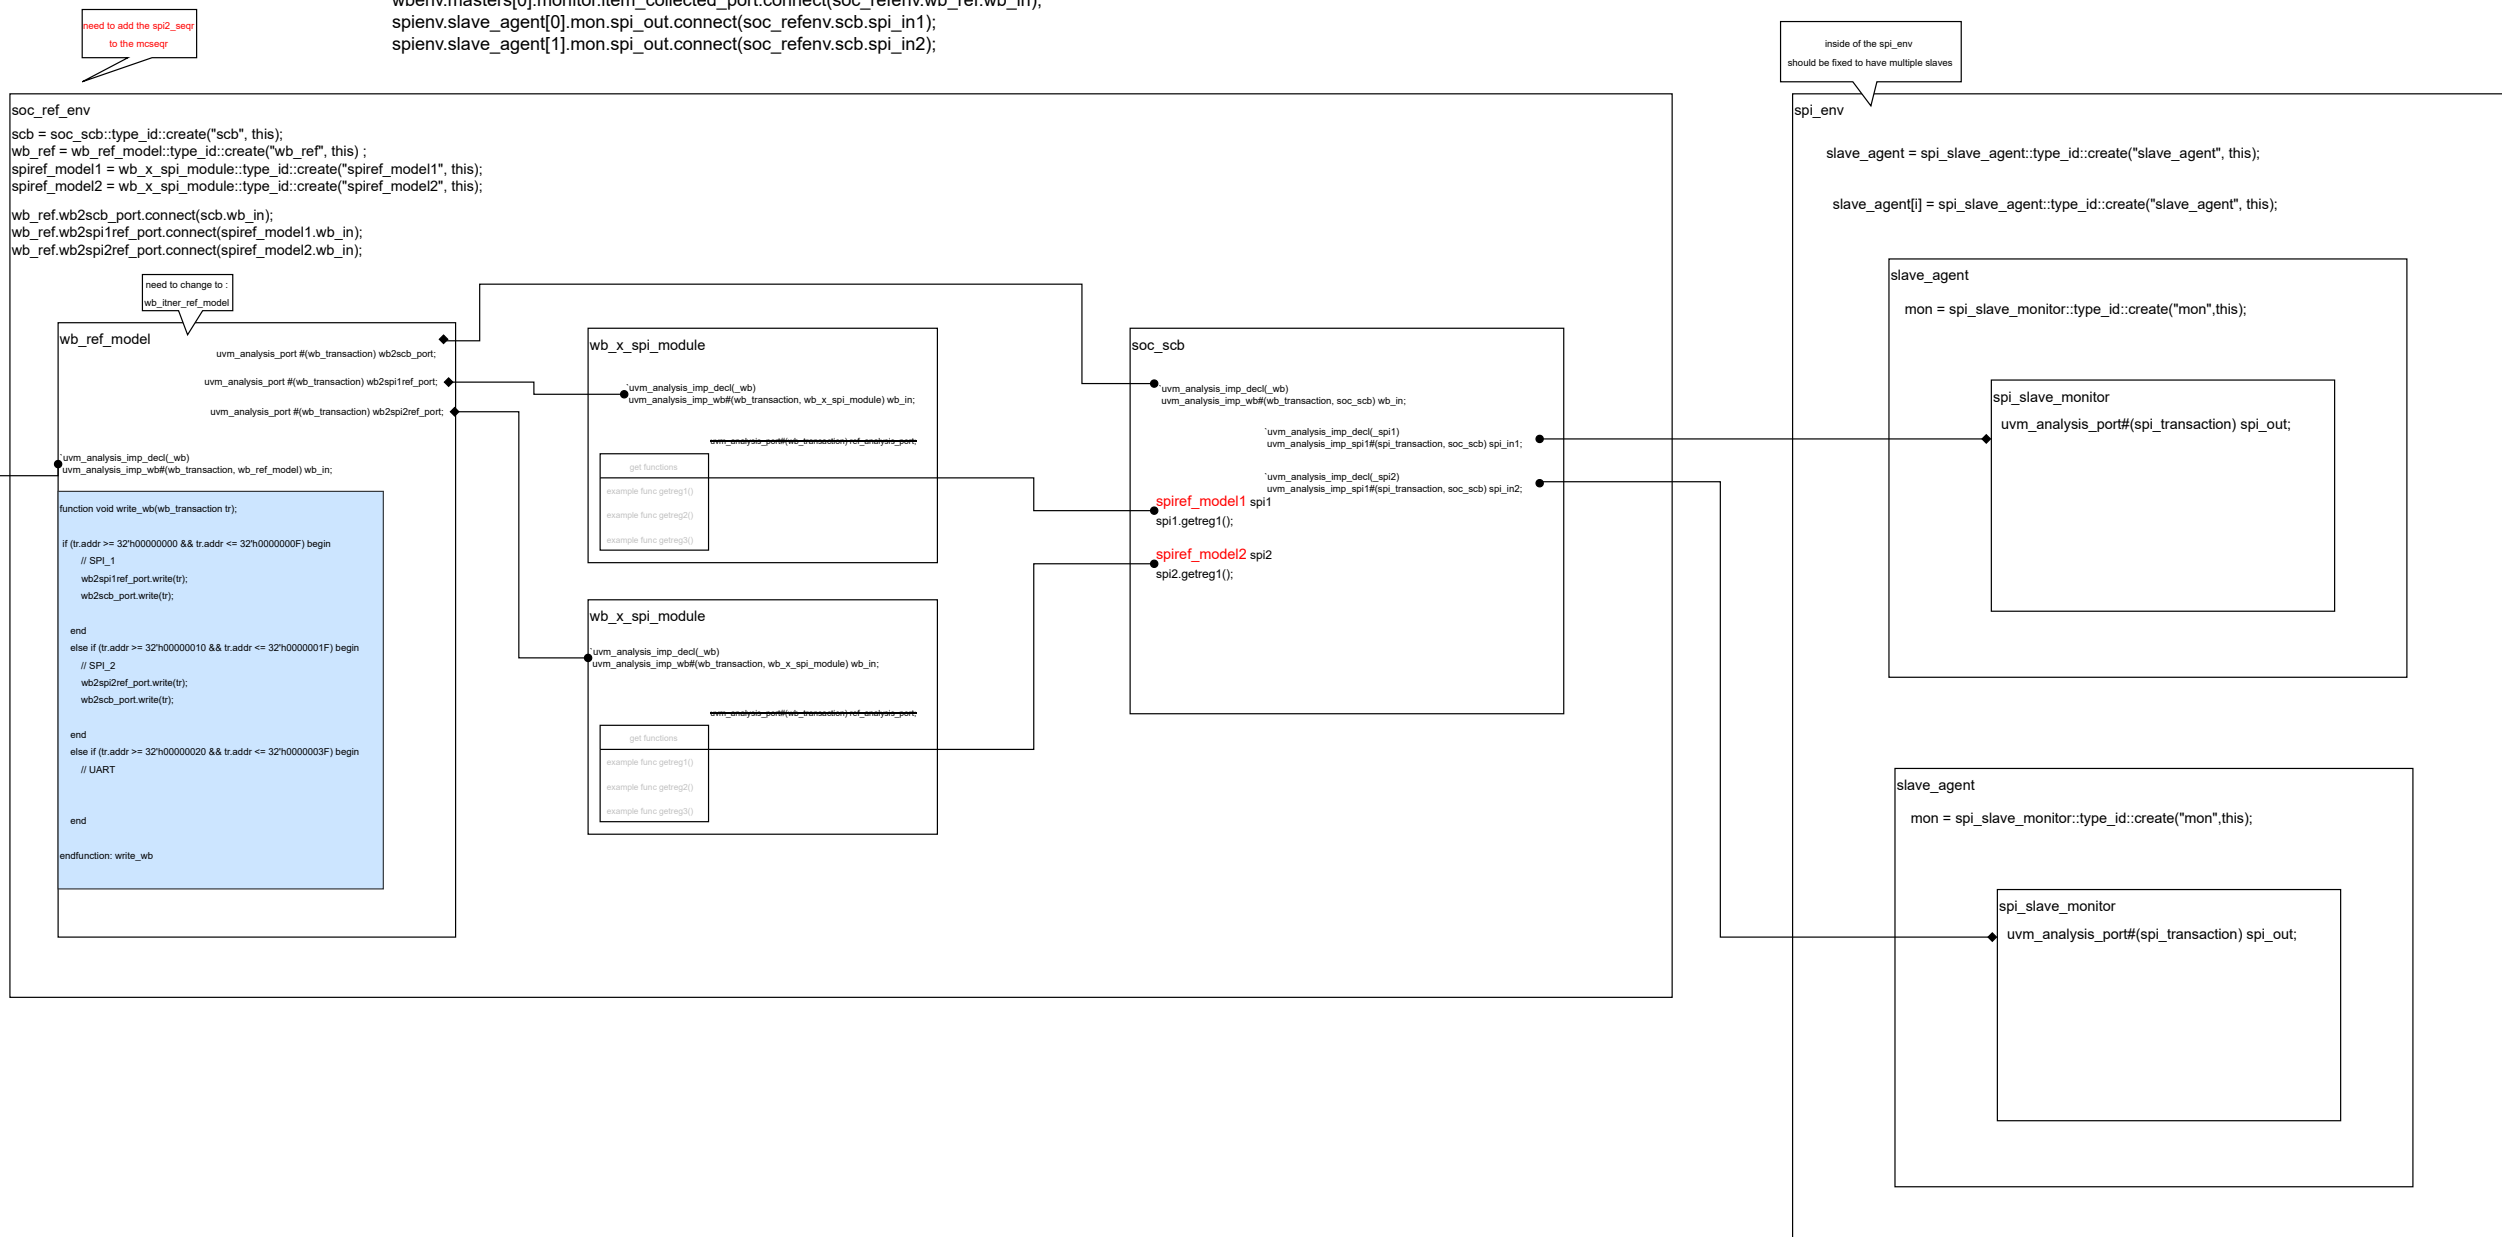 need to add the spi2_seqr
to the mcseqr
wbenv.masters[0].monitor.item_collected_port.connect(soc_refenv.wb_ref.wb_in);
spienv.slave_agent[0].mon.spi_out.connect(soc_refenv.scb.spi_in1);
spienv.slave_agent[1].mon.spi_out.connect(soc_refenv.scb.spi_in2);
inside of the spi_env
should be fixed to have multiple slaves
soc_ref_env
scb = soc_scb::type_id::create("scb", this);
wb_ref = wb_ref_model::type_id::create("wb_ref", this) ;
spiref_model1 = wb_x_spi_module::type_id::create("spiref_model1", this);
spiref_model2 = wb_x_spi_module::type_id::create("spiref_model2", this);
wb_ref.wb2scb_port.connect(scb.wb_in);
wb_ref.wb2spi1ref_port.connect(spiref_model1.wb_in);
wb_ref.wb2spi2ref_port.connect(spiref_model2.wb_in);
need to change to :
wb_itner_ref_model
wb_ref_model
uvm_analysis_port #(wb_transaction) wb2scb_port;
uvm_analysis_port #(wb_transaction) wb2spi1ref_port;
uvm_analysis_port #(wb_transaction) wb2spi2ref_port;
`uvm_analysis_imp_decl(_wb)
uvm_analysis_imp_wb#(wb_transaction, wb_ref_model) wb_in;
function void write_wb(wb_transaction tr);
if (tr.addr >= 32'h00000000 && tr.addr <= 32'h0000000F) begin
// SPI_1
wb2spi1ref_port.write(tr);
wb2scb_port.write(tr);
end
else if (tr.addr >= 32'h00000010 && tr.addr <= 32'h0000001F) begin
// SPI_2
wb2spi2ref_port.write(tr);
wb2scb_port.write(tr);
end
else if (tr.addr >= 32'h00000020 && tr.addr <= 32'h0000003F) begin
// UART
end
endfunction: write_wb
wb_x_spi_module
`uvm_analysis_imp_decl(_wb)
uvm_analysis_imp_wb#(wb_transaction, wb_x_spi_module) wb_in;
uvm_analysis_port#(wb_transaction) ref_analysis_port;
get functions
example func getreg1()
example func getreg2()
example func getreg3()
wb_x_spi_module
`uvm_analysis_imp_decl(_wb)
uvm_analysis_imp_wb#(wb_transaction, wb_x_spi_module) wb_in;
uvm_analysis_port#(wb_transaction) ref_analysis_port;
get functions
example func getreg1()
example func getreg2()
example func getreg3()
soc_scb
`uvm_analysis_imp_decl(_wb)
uvm_analysis_imp_wb#(wb_transaction, soc_scb) wb_in;
`uvm_analysis_imp_decl(_spi1)
uvm_analysis_imp_spi1#(spi_transaction, soc_scb) spi_in1;
`uvm_analysis_imp_decl(_spi2)
uvm_analysis_imp_spi1#(spi_transaction, soc_scb) spi_in2;
spiref_model1 spi1
spi1.getreg1();
spiref_model2 spi2
spi2.getreg1();
spi_env
slave_agent = spi_slave_agent::type_id::create("slave_agent", this);
slave_agent[i] = spi_slave_agent::type_id::create("slave_agent", this);
slave_agent
mon = spi_slave_monitor::type_id::create("mon",this);
spi_slave_monitor
uvm_analysis_port#(spi_transaction) spi_out;
slave_agent
mon = spi_slave_monitor::type_id::create("mon",this);
spi_slave_monitor
uvm_analysis_port#(spi_transaction) spi_out;